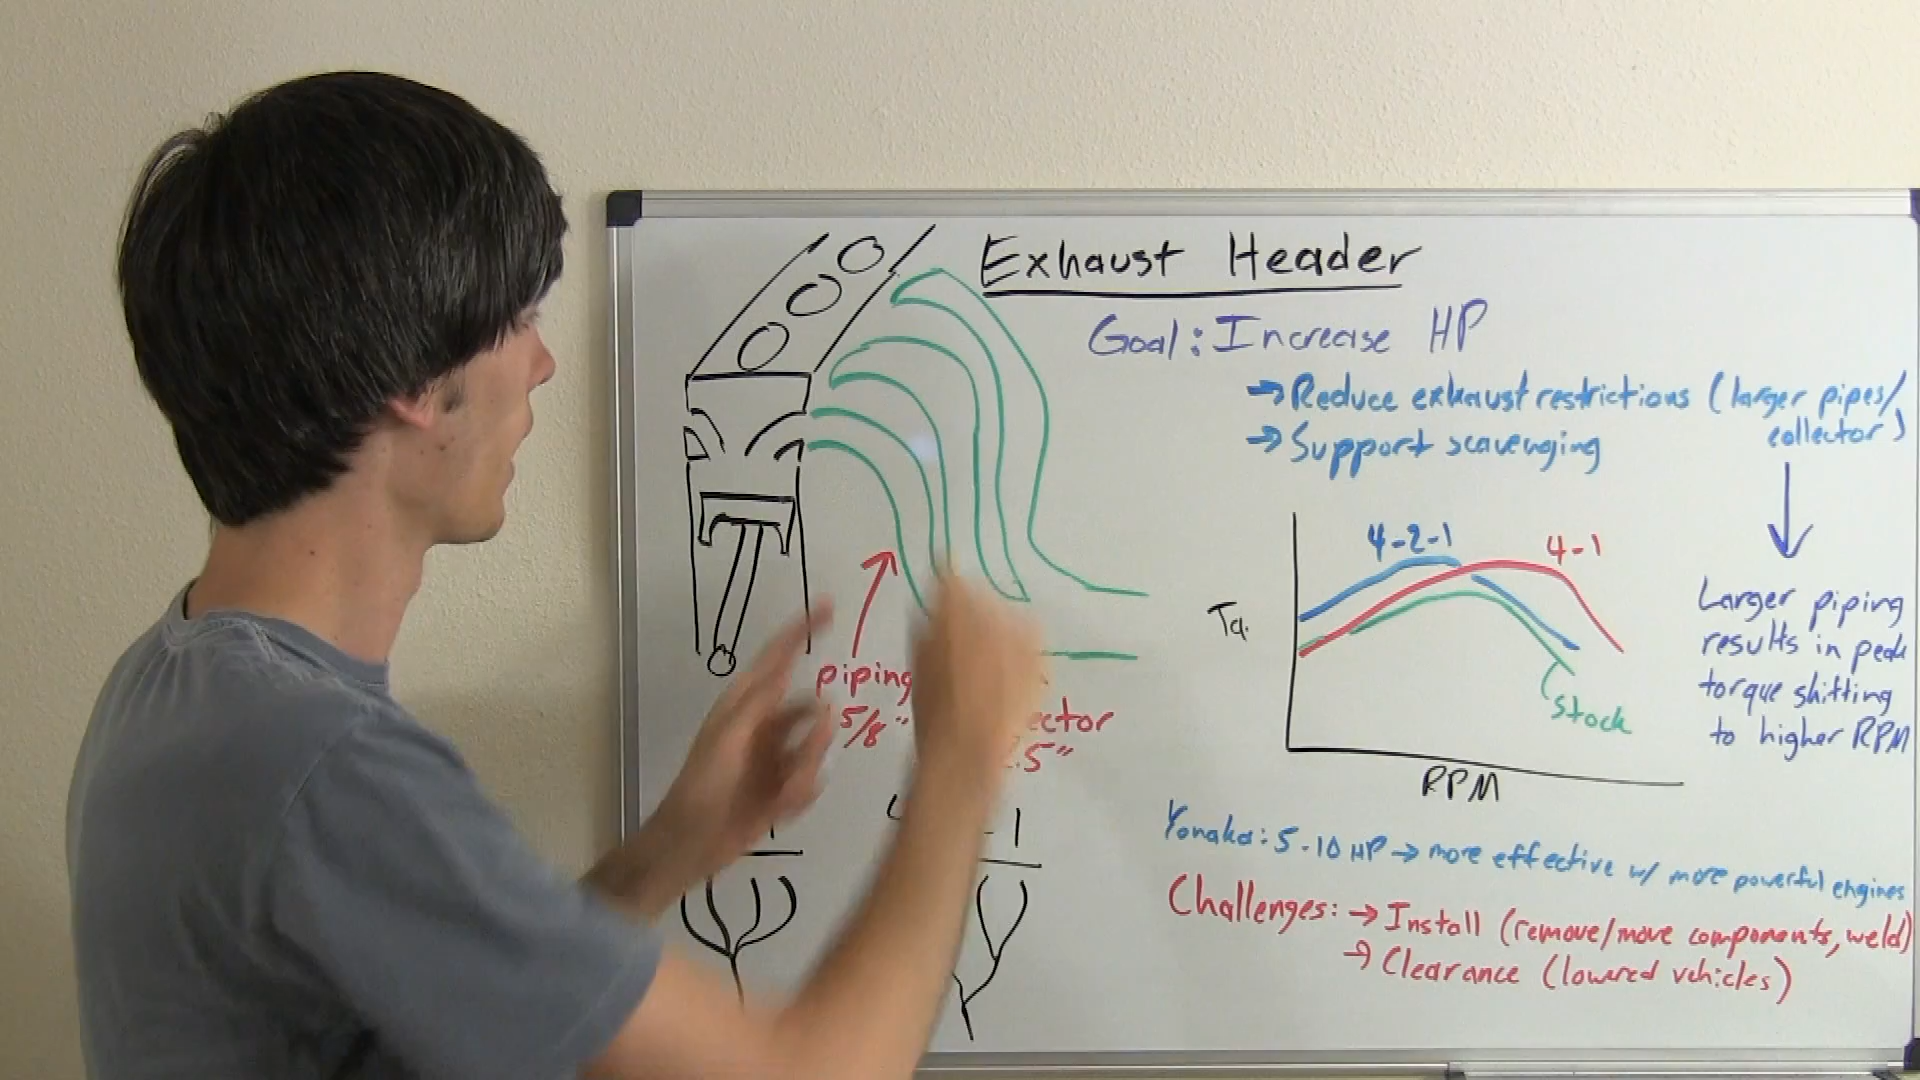 Exhaust Header
Goal: Increase HP
→ Reduce exhaust restrictions (larger pipes/
collector)
→ Support scavenging
4-2-1
4-1
Tq.
stock
RPM
Larger piping
results in peak
torque shifting
to higher RPM
piping
5/8"
ector
.5"
1
- 1
Yonaka: 5-10 HP → more effective w/ more powerful engines
Challenges: → Install (remove/move components, weld)
→ Clearance (lowered vehicles)